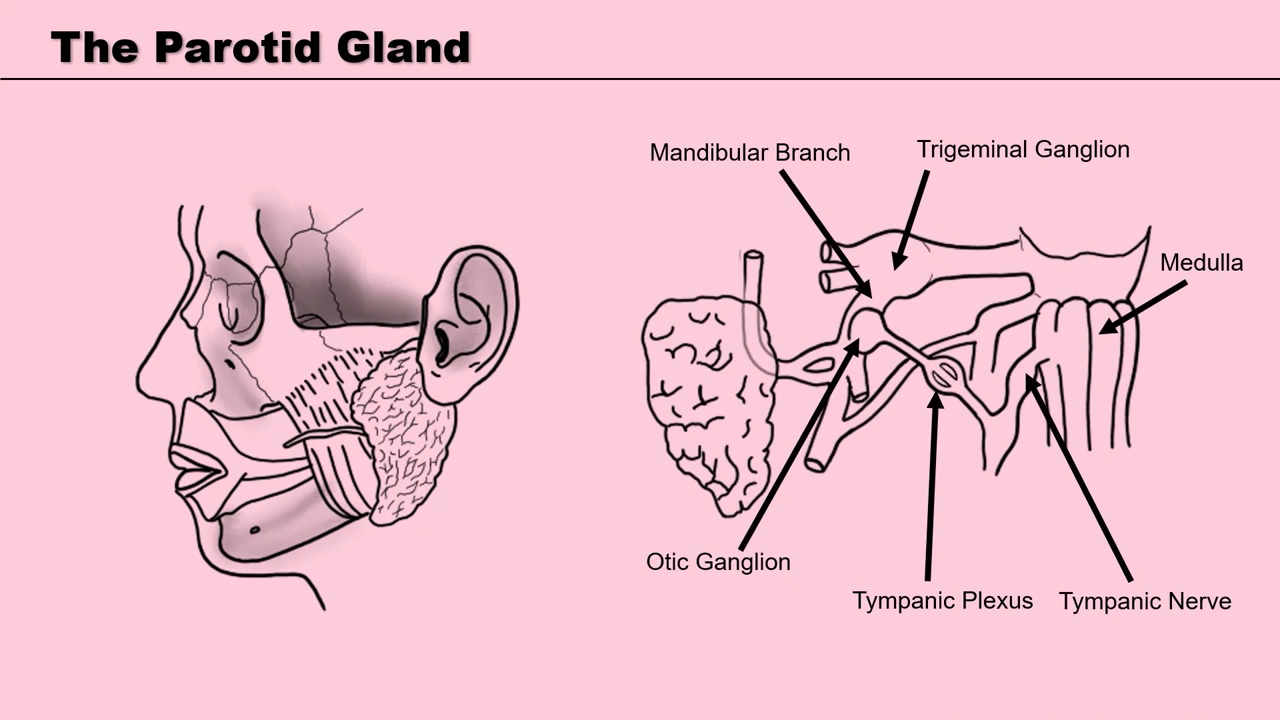 The Parotid Gland
Mandibular Branch
Trigeminal Ganglion
Medulla
Otic Ganglion
Tympanic Plexus
Tympanic Nerve